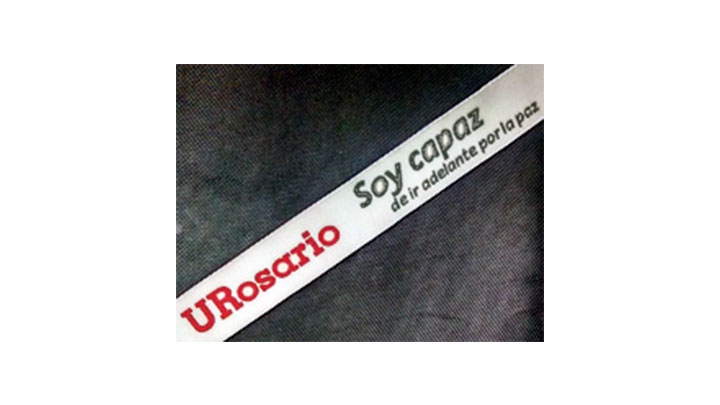 URosario
Soy capaz
de ir adelante por la paz